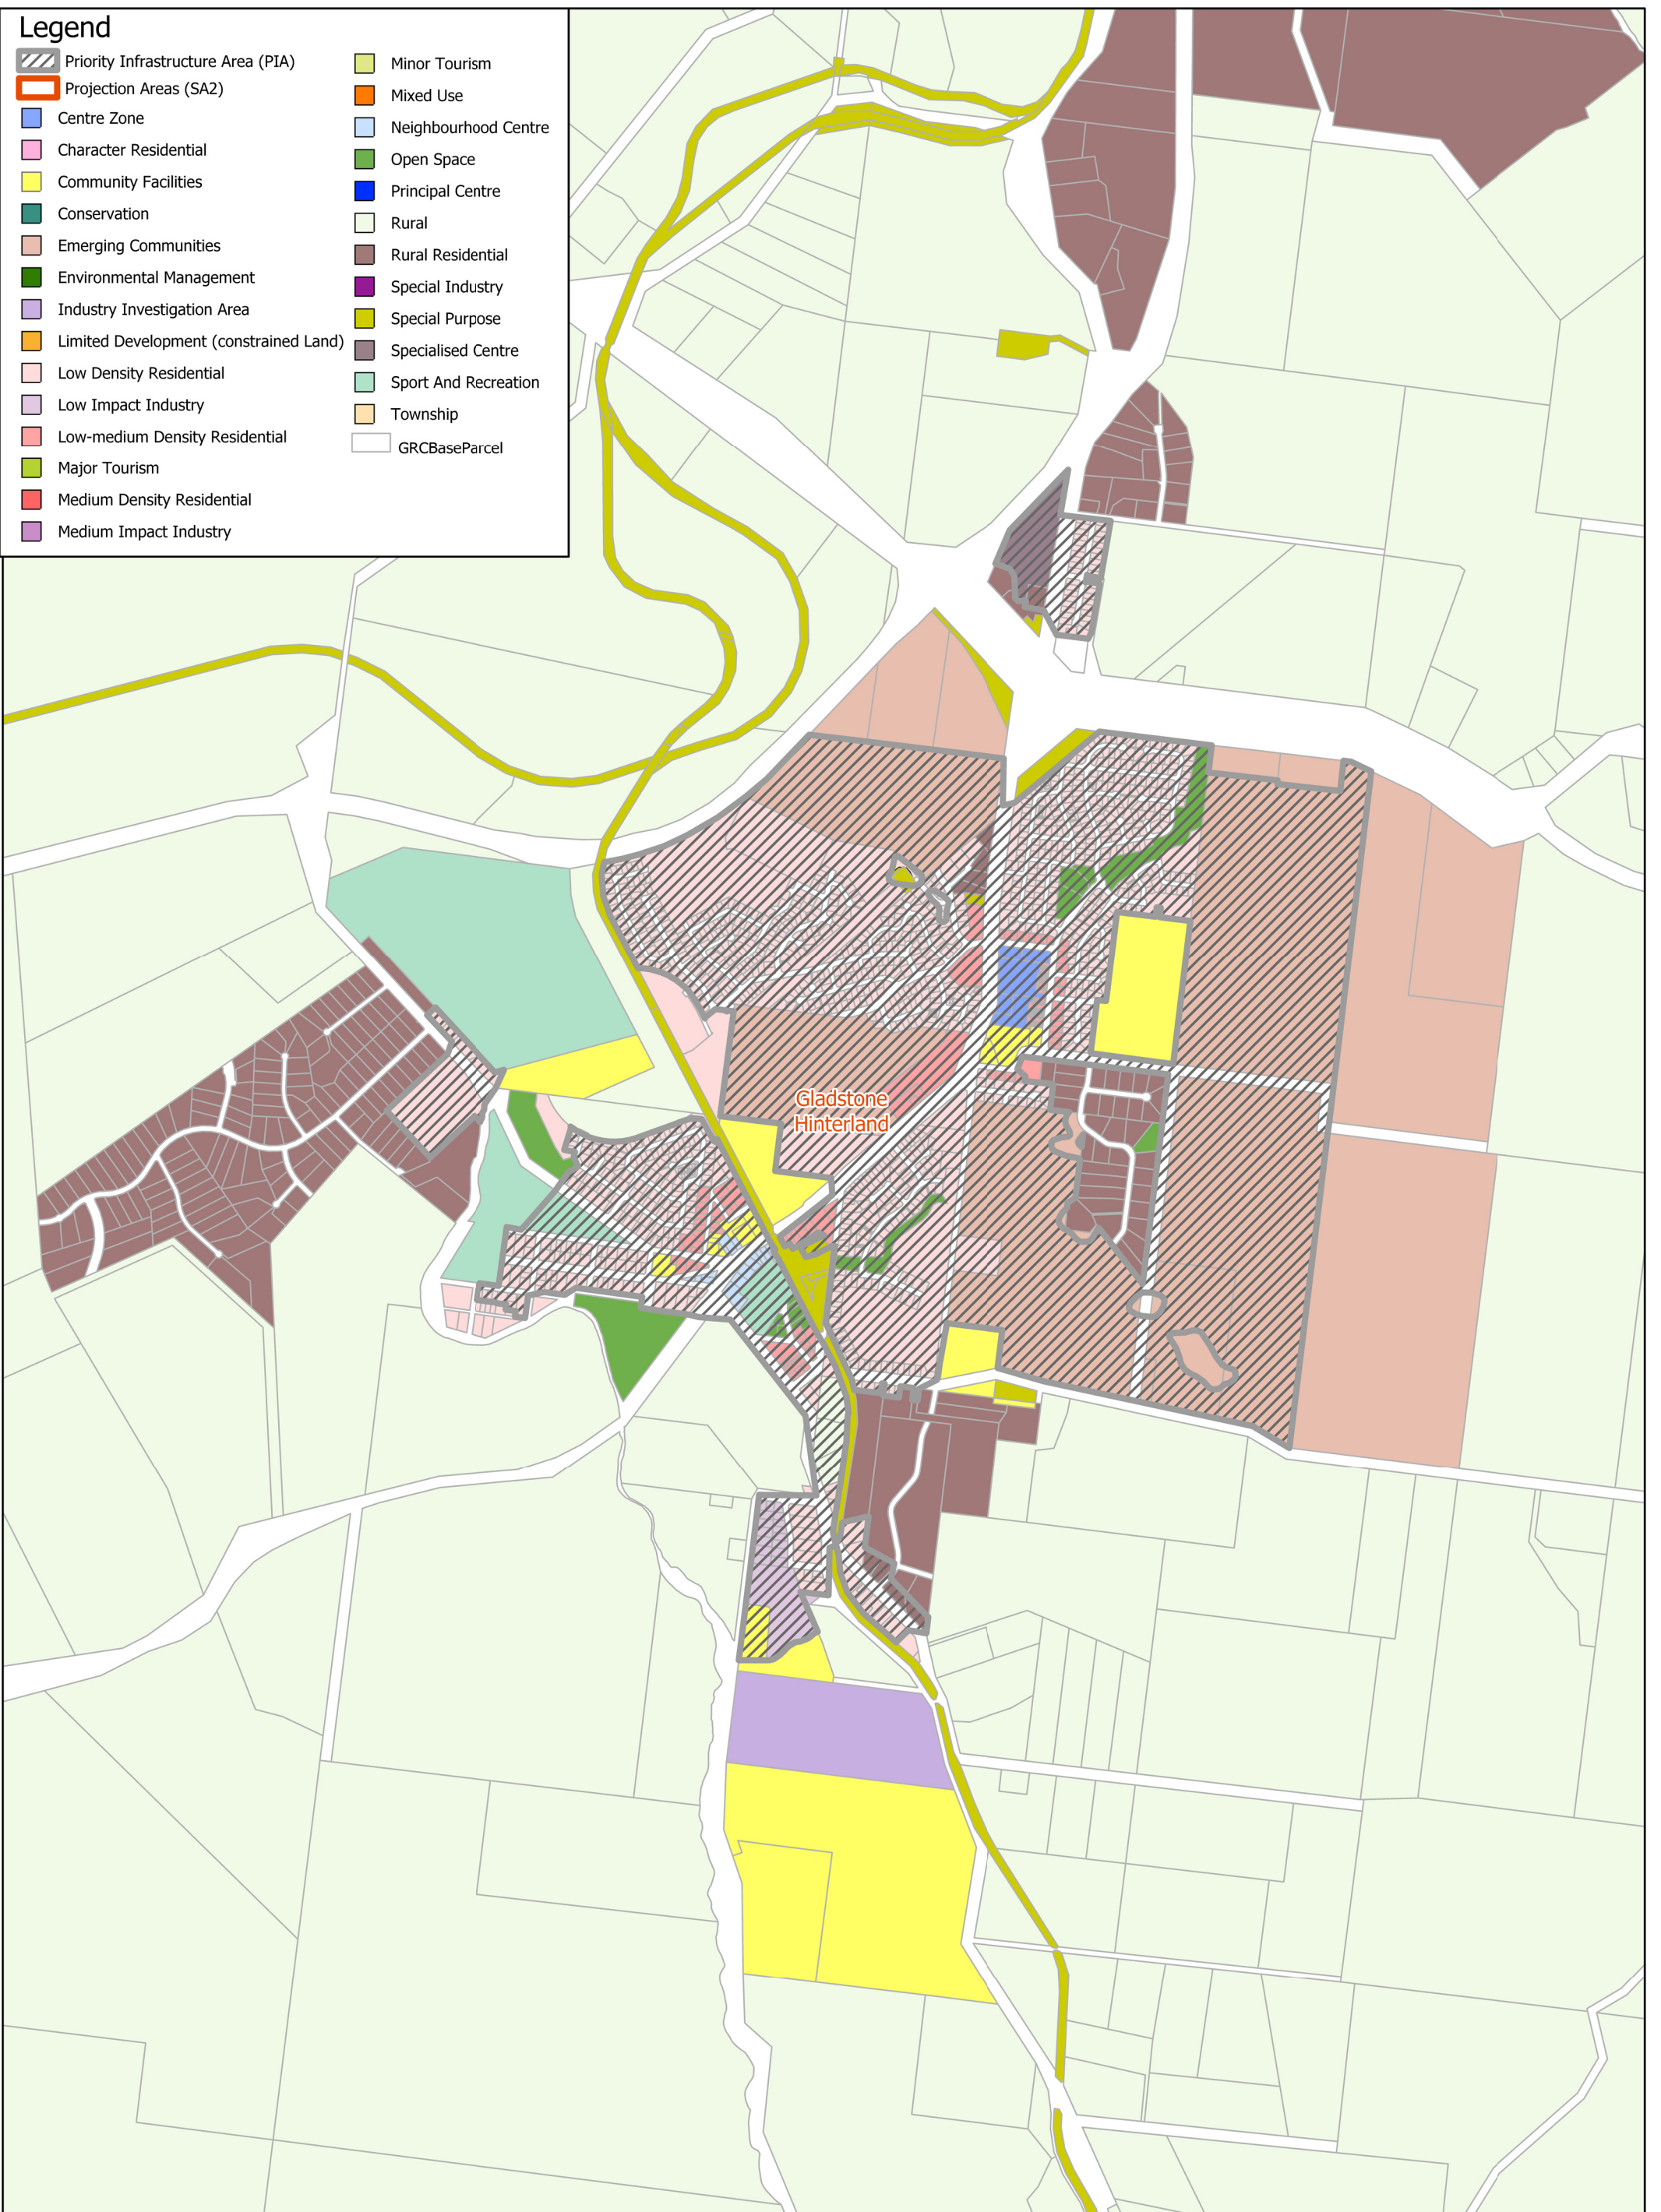 Legend
Priority Infrastructure Area (PIA)
Projection Areas (SA2)
Centre Zone
Character Residential
Community Facilities
Conservation
Emerging Communities
Environmental Management
Industry Investigation Area
Limited Development (constrained Land)
Low Density Residential
Low Impact Industry
Low-medium Density Residential
Major Tourism
Medium Density Residential
Medium Impact Industry
Minor Tourism
Mixed Use
Neighbourhood Centre
Open Space
Principal Centre
Rural
Rural Residential
Special Industry
Special Purpose
Specialised Centre
Sport And Recreation
Township
GRCBaseParcel
Gladstone
Hinterland